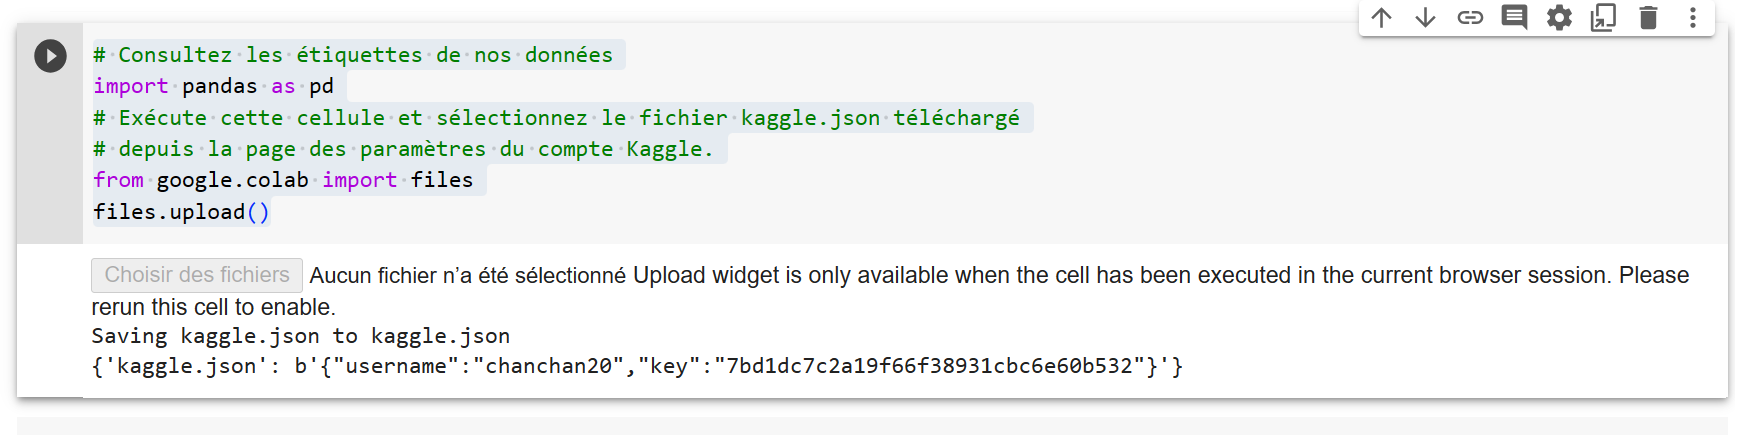 # Consultez les étiquettes de nos données
import pandas as pd
# Exécute cette cellule et sélectionnez le fichier kaggle.json téléchargé
# depuis la page des paramètres du compte Kaggle.
from google.colab import files
files.upload()
Choisir des fichiers Aucun fichier n’a été sélectionné Upload widget is only available when the cell has been executed in the current browser session. Please
rerun this cell to enable.
Saving kaggle.json to kaggle.json
{'kaggle.json': b'{"username":"chanchan20","key":"7bd1dc7c2a19f66f38931cbc6e60b532"}'}